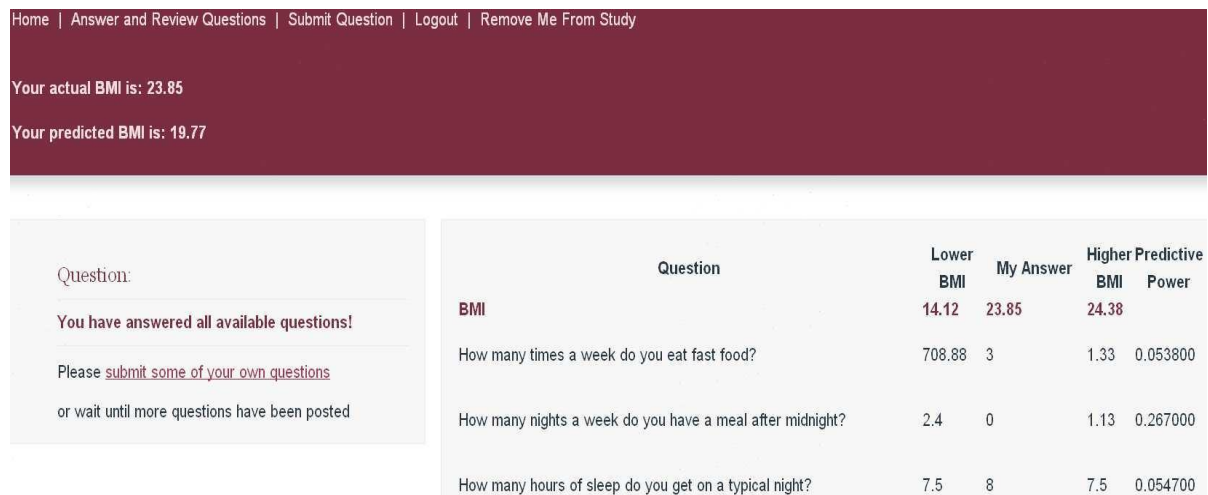 Home | Answer and Review Questions | Submit Question | Logout | Remove Me From Study
Your actual BMI is: 23.85
Your predicted BMI is: 19.77
Question:
You have answered all available questions!
Please submit some of your own questions
or wait until more questions have been posted
Question Lower BMI My Answer Higher BMI Predictive Power
BMI 14.12 23.85 24.38
How many times a week do you eat fast food? 708.88 3 1.33 0.053800
How many nights a week do you have a meal after midnight? 2.4 0 1.13 0.267000
How many hours of sleep do you get on a typical night? 7.5 8 7.5 0.054700